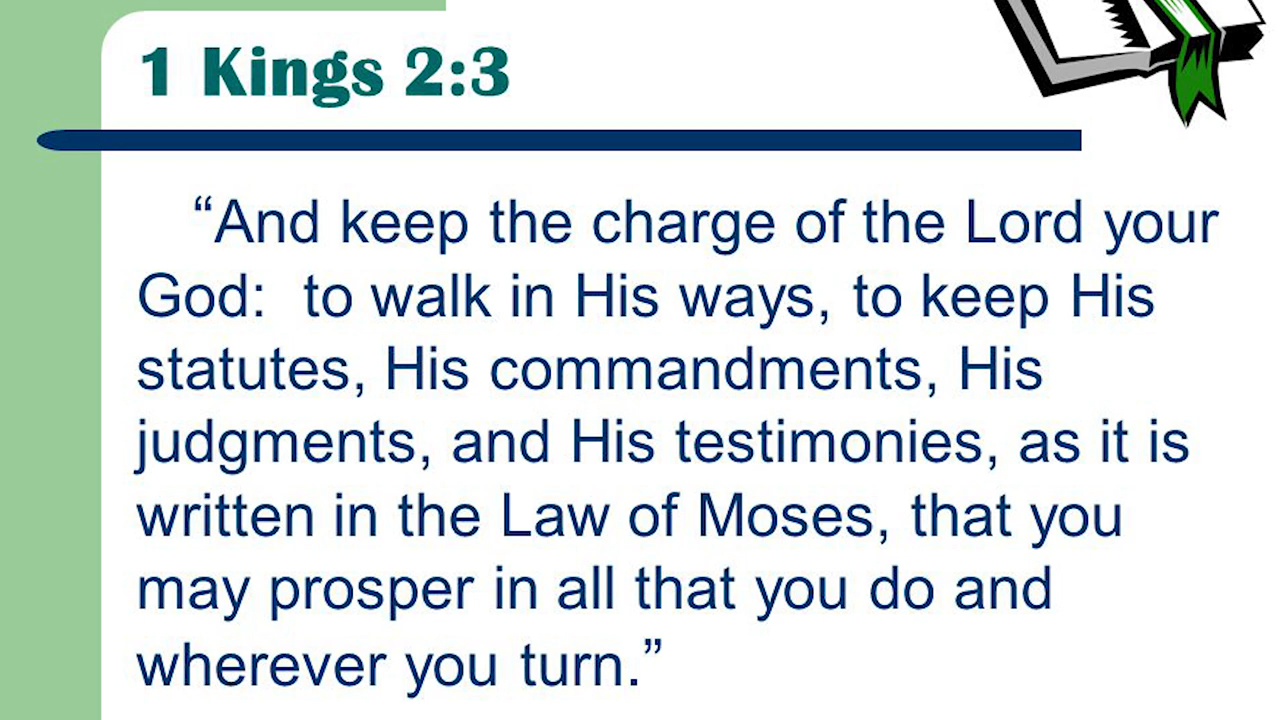 1 Kings 2:3
“And keep the charge of the Lord your
God:  to walk in His ways, to keep His
statutes, His commandments, His
judgments, and His testimonies, as it is
written in the Law of Moses, that you
may prosper in all that you do and
wherever you turn.”